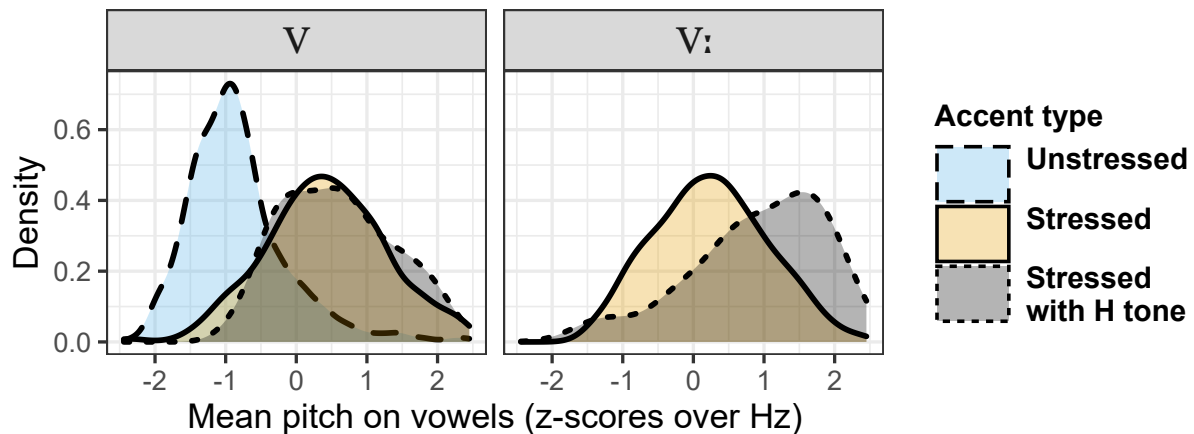 V
Vː
0.6
0.4
0.2
0.0
Density
-2 -1 0 1 2
-2 -1 0 1 2
Mean pitch on vowels (z-scores over Hz)
Accent type
Unstressed
Stressed
Stressed
with H tone